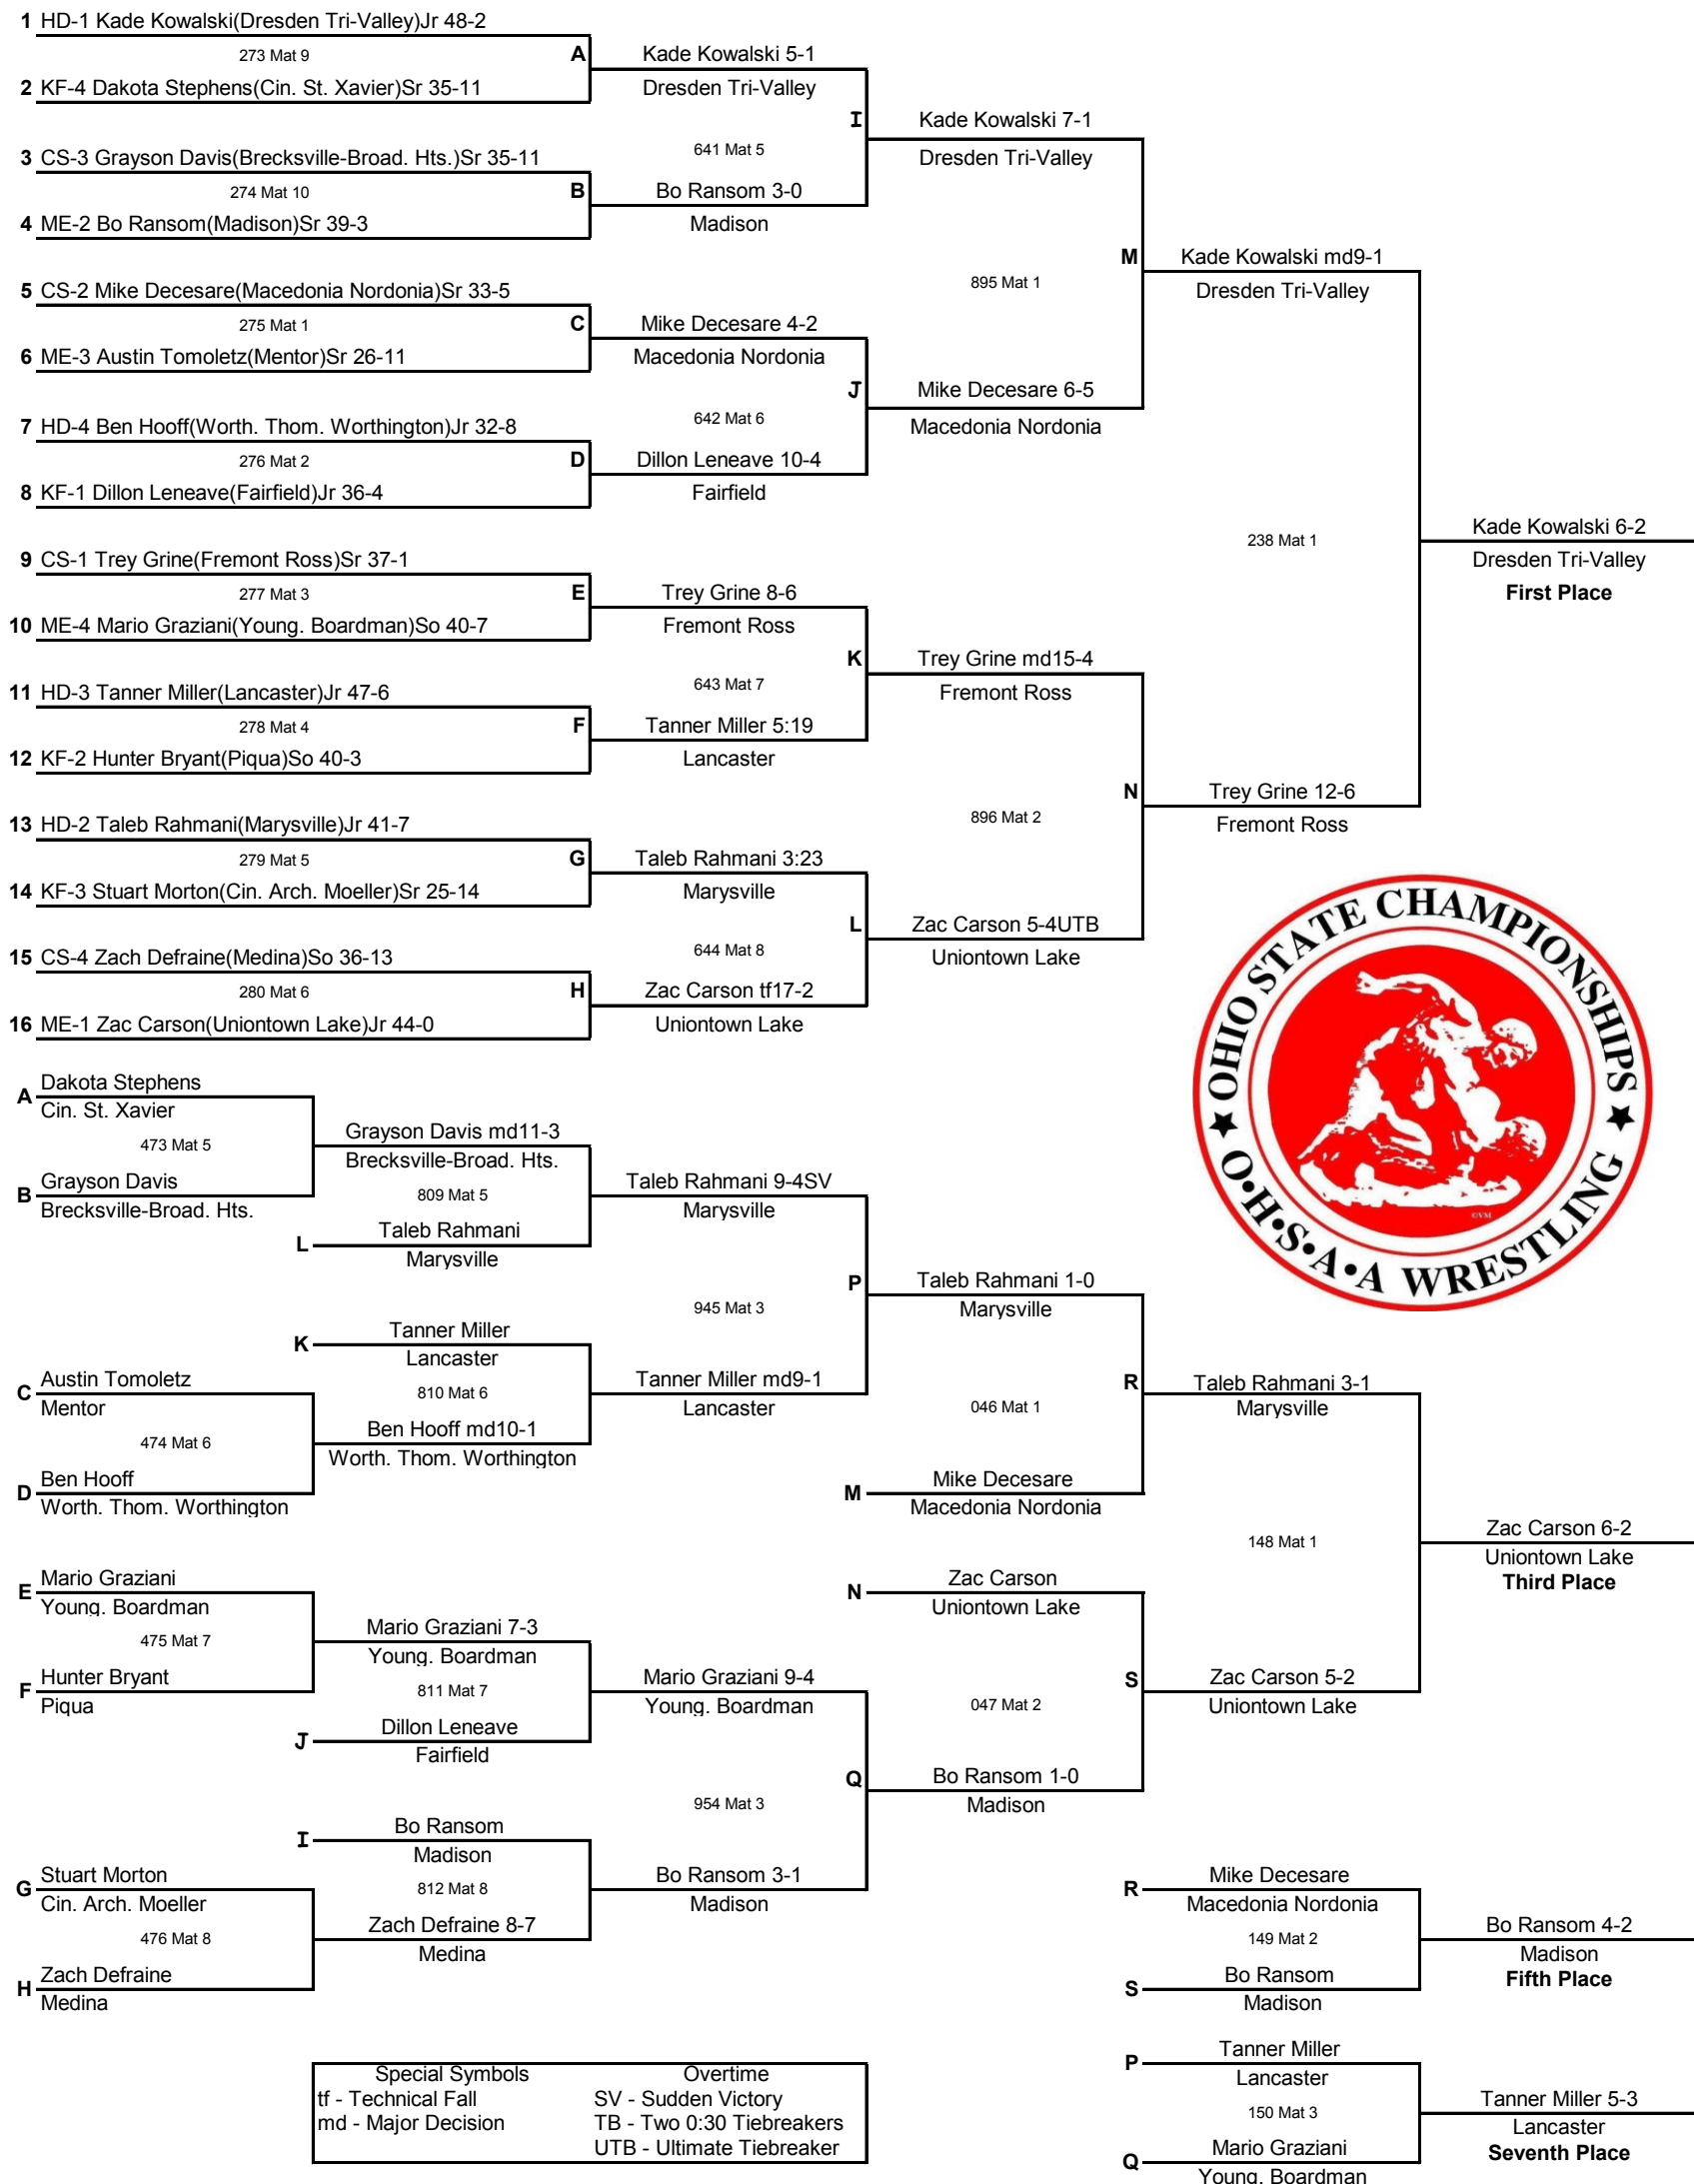 1 HD-1 Kade Kowalski(Dresden Tri-Valley)Jr 48-2
273 Mat 9
A
2 KF-4 Dakota Stephens(Cin. St. Xavier)Sr 35-11
Kade Kowalski 5-1
Dresden Tri-Valley
3 CS-3 Grayson Davis(Brecksville-Broad. Hts.)Sr 35-11
274 Mat 10
B
4 ME-2 Bo Ransom(Madison)Sr 39-3
641 Mat 5
I
Bo Ransom 3-0
Madison
Kade Kowalski 7-1
Dresden Tri-Valley
5 CS-2 Mike Decesare(Macedonia Nordonia)Sr 33-5
275 Mat 1
C
6 ME-3 Austin Tomoletz(Mentor)Sr 26-11
Mike Decesare 4-2
Macedonia Nordonia
7 HD-4 Ben Hooff(Worth. Thom. Worthington)Jr 32-8
276 Mat 2
D
8 KF-1 Dillon Leneave(Fairfield)Jr 36-4
642 Mat 6
J
Dillon Leneave 10-4
Fairfield
Mike Decesare 6-5
Macedonia Nordonia
895 Mat 1
M
Kade Kowalski md9-1
Dresden Tri-Valley
9 CS-1 Trey Grine(Fremont Ross)Sr 37-1
277 Mat 3
E
10 ME-4 Mario Graziani(Young. Boardman)So 40-7
Trey Grine 8-6
Fremont Ross
11 HD-3 Tanner Miller(Lancaster)Jr 47-6
278 Mat 4
F
12 KF-2 Hunter Bryant(Piqua)So 40-3
643 Mat 7
K
Tanner Miller 5:19
Lancaster
Trey Grine md15-4
Fremont Ross
13 HD-2 Taleb Rahmani(Marysville)Jr 41-7
279 Mat 5
G
14 KF-3 Stuart Morton(Cin. Arch. Moeller)Sr 25-14
Taleb Rahmani 3:23
Marysville
15 CS-4 Zach Defraine(Medina)So 36-13
280 Mat 6
H
16 ME-1 Zac Carson(Uniontown Lake)Jr 44-0
644 Mat 8
L
Zac Carson tf17-2
Uniontown Lake
Zac Carson 5-4UTB
Uniontown Lake
896 Mat 2
N
Trey Grine 12-6
Fremont Ross
238 Mat 1
Kade Kowalski 6-2
Dresden Tri-Valley
First Place
★ OHIO STATE CHAMPIONSHIPS ★
O•H•S•A•A WRESTLING
©VM
A
Dakota Stephens
Cin. St. Xavier
473 Mat 5
B
Grayson Davis
Brecksville-Broad. Hts.
Grayson Davis md11-3
Brecksville-Broad. Hts.
809 Mat 5
L
Taleb Rahmani
Marysville
Taleb Rahmani 9-4SV
Marysville
K
Tanner Miller
Lancaster
C
Austin Tomoletz
Mentor
474 Mat 6
D
Ben Hooff
Worth. Thom. Worthington
810 Mat 6
Ben Hooff md10-1
Worth. Thom. Worthington
945 Mat 3
P
Tanner Miller md9-1
Lancaster
Taleb Rahmani 1-0
Marysville
046 Mat 1
R
M
Mike Decesare
Macedonia Nordonia
Taleb Rahmani 3-1
Marysville
E
Mario Graziani
Young. Boardman
475 Mat 7
F
Hunter Bryant
Piqua
Mario Graziani 7-3
Young. Boardman
811 Mat 7
J
Dillon Leneave
Fairfield
Mario Graziani 9-4
Young. Boardman
I
Bo Ransom
Madison
G
Stuart Morton
Cin. Arch. Moeller
476 Mat 8
H
Zach Defraine
Medina
812 Mat 8
Zach Defraine 8-7
Medina
954 Mat 3
Q
Bo Ransom 3-1
Madison
N
Zac Carson
Uniontown Lake
047 Mat 2
S
Bo Ransom 1-0
Madison
Zac Carson 5-2
Uniontown Lake
148 Mat 1
Zac Carson 6-2
Uniontown Lake
Third Place
R
Mike Decesare
Macedonia Nordonia
149 Mat 2
S
Bo Ransom
Madison
Bo Ransom 4-2
Madison
Fifth Place
P
Tanner Miller
Lancaster
150 Mat 3
Q
Mario Graziani
Young. Boardman
Tanner Miller 5-3
Lancaster
Seventh Place
Special Symbols Overtime
tf - Technical Fall SV - Sudden Victory
md - Major Decision TB - Two 0:30 Tiebreakers
UTB - Ultimate Tiebreaker